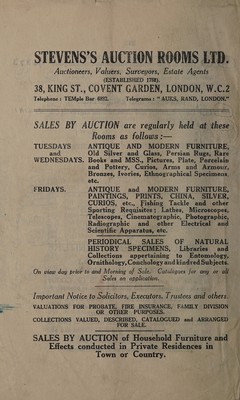 STEVENS'S AUCTION ROOMS LTD.
Auctioneers, Valuers, Surveyors, Estate Agents
(ESTABLISHED 1760).
38, KING ST., COVENT GARDEN, LONDON, W.C.2
Telephone : TEMple Bar
Telegrams : "AUKS, RAND, LONDON."
SALES BY AUCTION are regularly held at these
Rooms as follows :—
TUESDAYS and WEDNESDAYS.
ANTIQUE AND MODERN FURNITURE,
Old Silver and Glass, Persian Rugs, Rare
Books and MSS., Pictures, Plate, Porcelain
and Pottery, Curios, Arms and Armour,
Bronzes, Ivories, Ethnographical Specimens,
etc.
FRIDAYS.
ANTIQUE and MODERN FURNITURE,
PAINTINGS, PRINTS, CHINA, SILVER,
CURIOS, etc., Fishing Tackle and other
Sporting Requisites; Lathes, Microscopes,
Telescopes, Cinematographic, Photographic,
Radiographic and other Electrical and
Scientific Apparatus, etc.
PERIODICAL SALES OF NATURAL
HISTORY SPECIMENS, Libraries and
Collections appertaining to Entomology,
Ornithology, Conchology and kindred Subjects.
On view day prior to and Morning of Sale. Catalogues for any or all
Sales on application.
Important Notice to Solicitors, Executors, Trustees and others
VALUATIONS FOR PROBATE, FIRE INSURANCE, FAMILY DIVISION
OR OTHER PURPOSES.
COLLECTIONS VALUED, DESCRIBED, CATALOGUED and ARRANGED
FOR SALE.
SALES BY AUCTION of Household Furniture and
Effects conducted in Private Residences in
Town or Country.